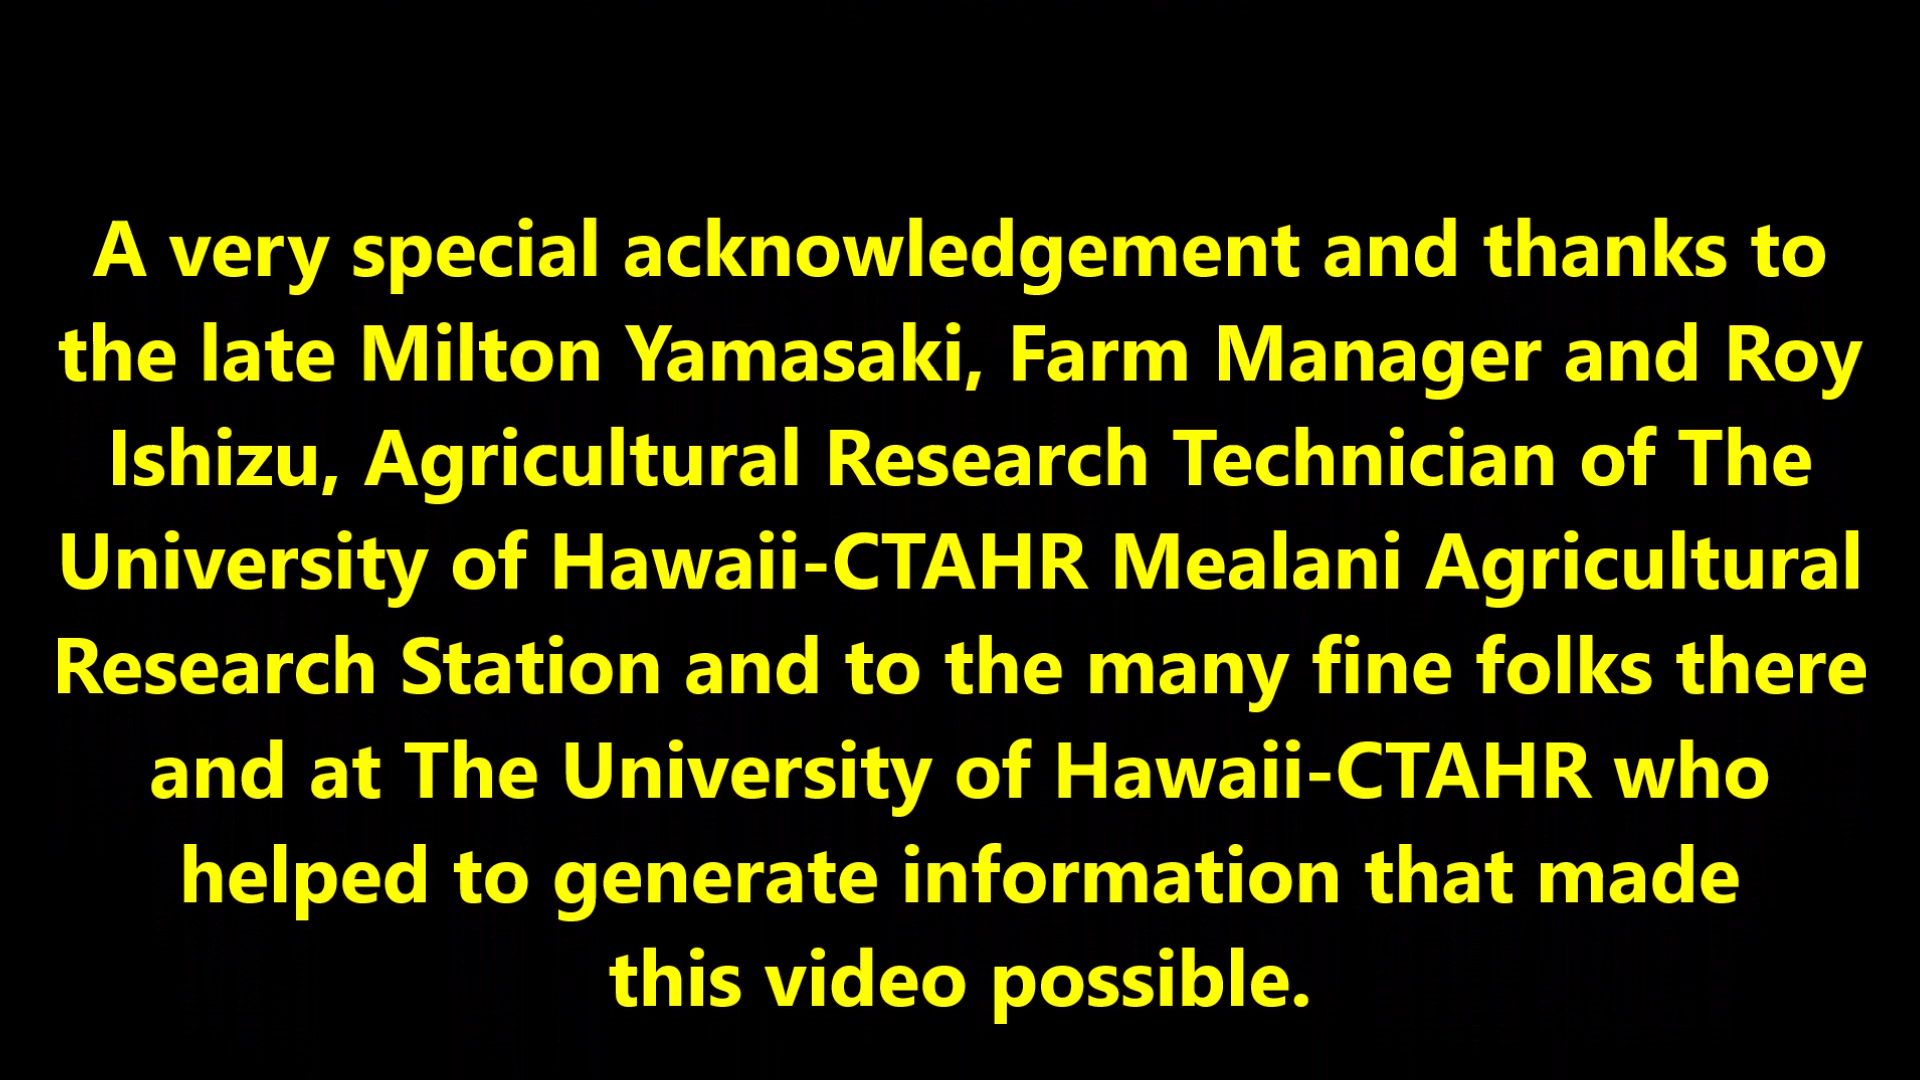 A very special acknowledgement and thanks to
the late Milton Yamasaki, Farm Manager and Roy
Ishizu, Agricultural Research Technician of The
University of Hawaii-CTAHR Mealani Agricultural
Research Station and to the many fine folks there
and at The University of Hawaii-CTAHR who
helped to generate information that made
this video possible.